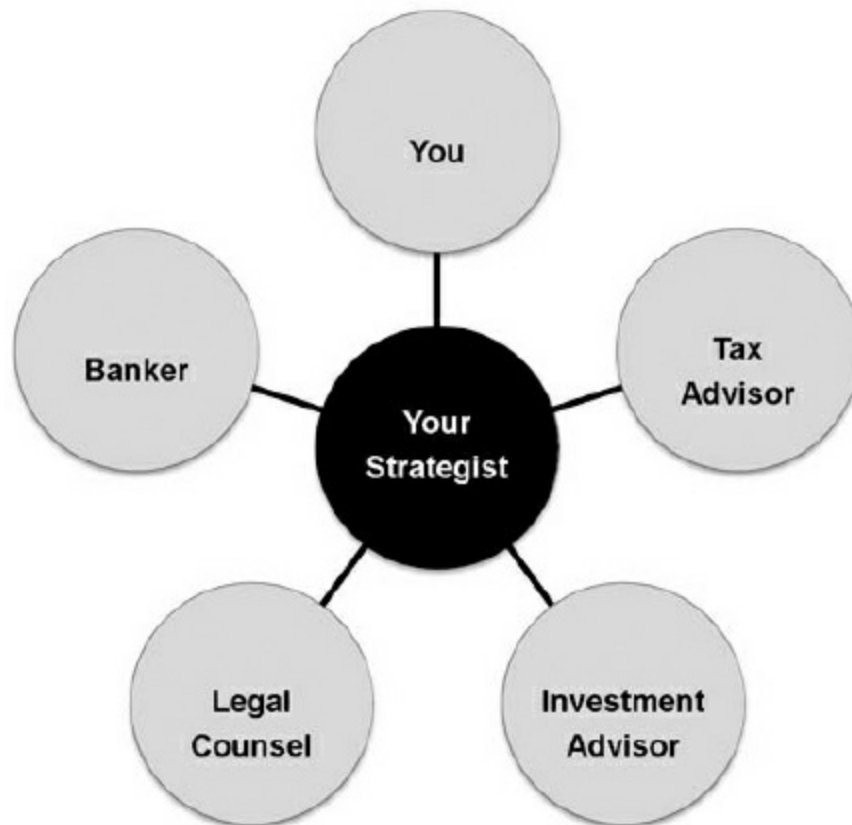 You
Banker
Tax
Advisor
Your
Strategist
Legal
Counsel
Investment
Advisor